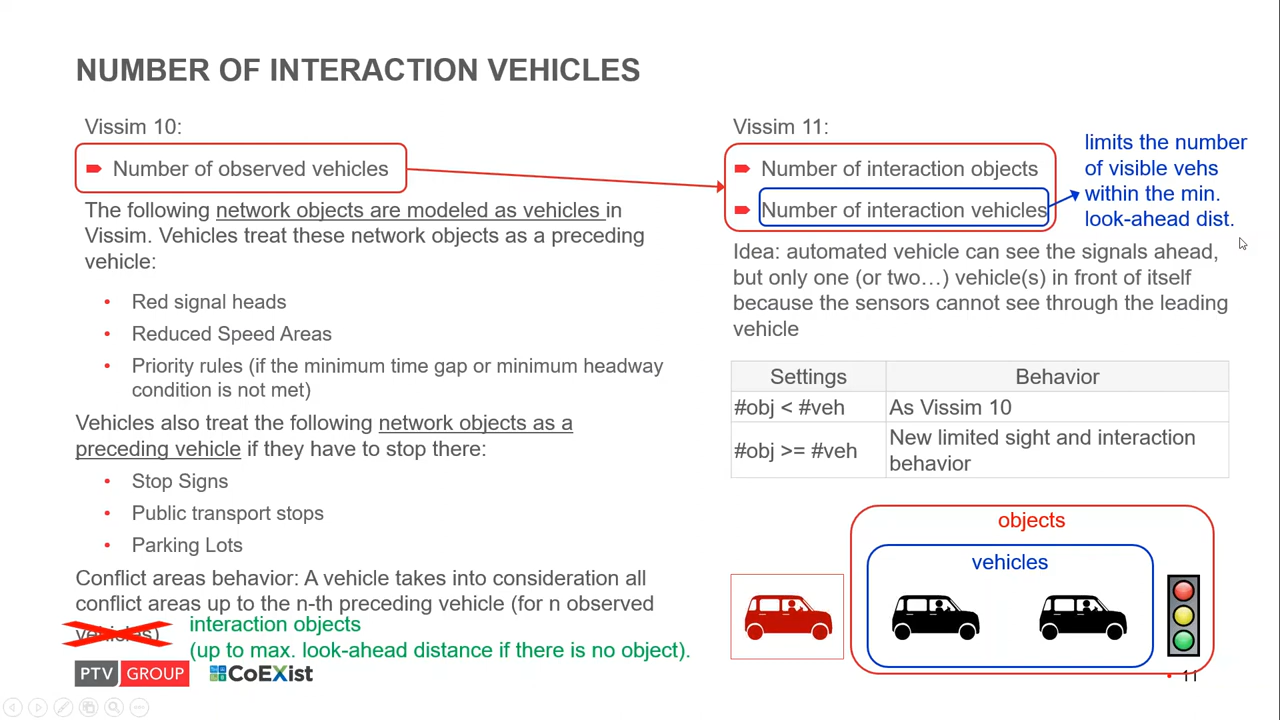 NUMBER OF INTERACTION VEHICLES
Vissim 10:
Number of observed vehicles
The following network objects are modeled as vehicles in
Vissim. Vehicles treat these network objects as a preceding
vehicle:
• Red signal heads
• Reduced Speed Areas
• Priority rules (if the minimum time gap or minimum headway
condition is not met)
Vehicles also treat the following network objects as a
preceding vehicle if they have to stop there:
• Stop Signs
• Public transport stops
• Parking Lots
Conflict areas behavior: A vehicle takes into consideration all
conflict areas up to the n-th preceding vehicle (for n observed
vehicles)
interaction objects
(up to max. look-ahead distance if there is no object).
PTV GROUP
CoEXist
Vissim 11:
Number of interaction objects
Number of interaction vehicles
limits the number
of visible vehs
within the min.
look-ahead dist.
Idea: automated vehicle can see the signals ahead,
but only one (or two…) vehicle(s) in front of itself
because the sensors cannot see through the leading
vehicle
Settings Behavior
#obj < #veh As Vissim 10
#obj >= #veh New limited sight and interaction
behavior
objects
vehicles
• 11